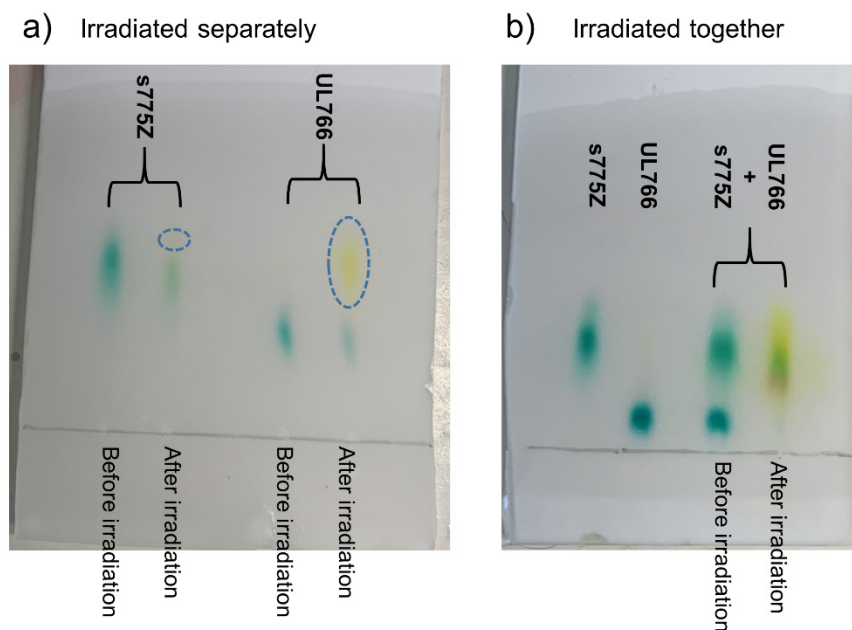 a) Irradiated separately
s775Z
UL766
Before irradiation
After irradiation
Before irradiation
After irradiation
b) Irradiated together
s775Z
UL766
s775Z
+
UL766
Before irradiation
After irradiation